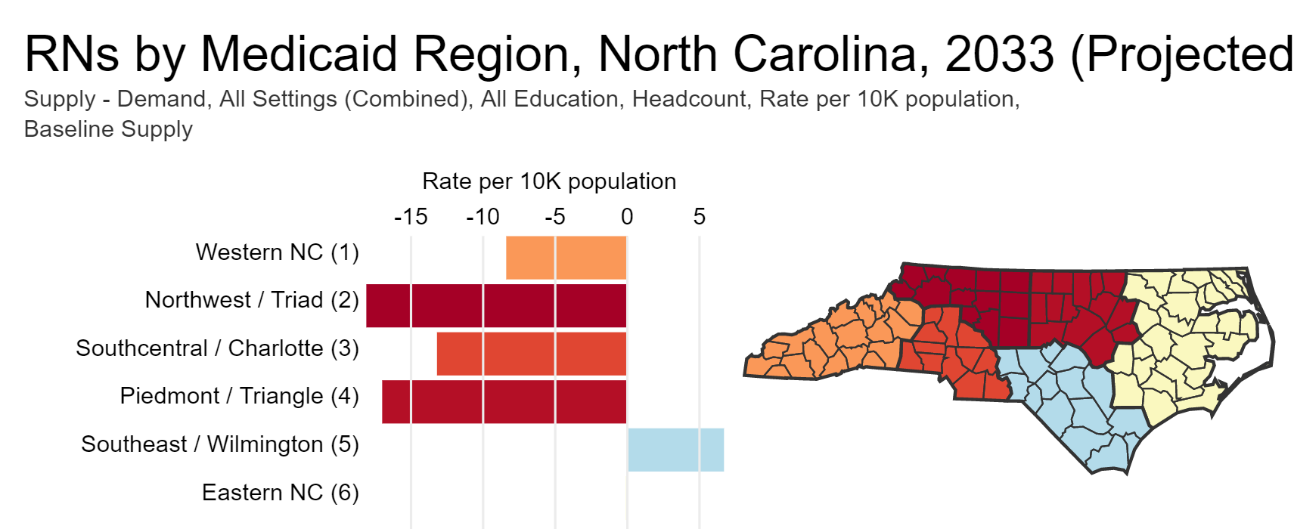 RNs by Medicaid Region, North Carolina, 2033 (Projected
Supply - Demand, All Settings (Combined), All Education, Headcount, Rate per 10K population,
Baseline Supply
Rate per 10K population
-15 -10 -5 0 5
Western NC (1)
Northwest / Triad (2)
Southcentral / Charlotte (3)
Piedmont / Triangle (4)
Southeast / Wilmington (5)
Eastern NC (6)